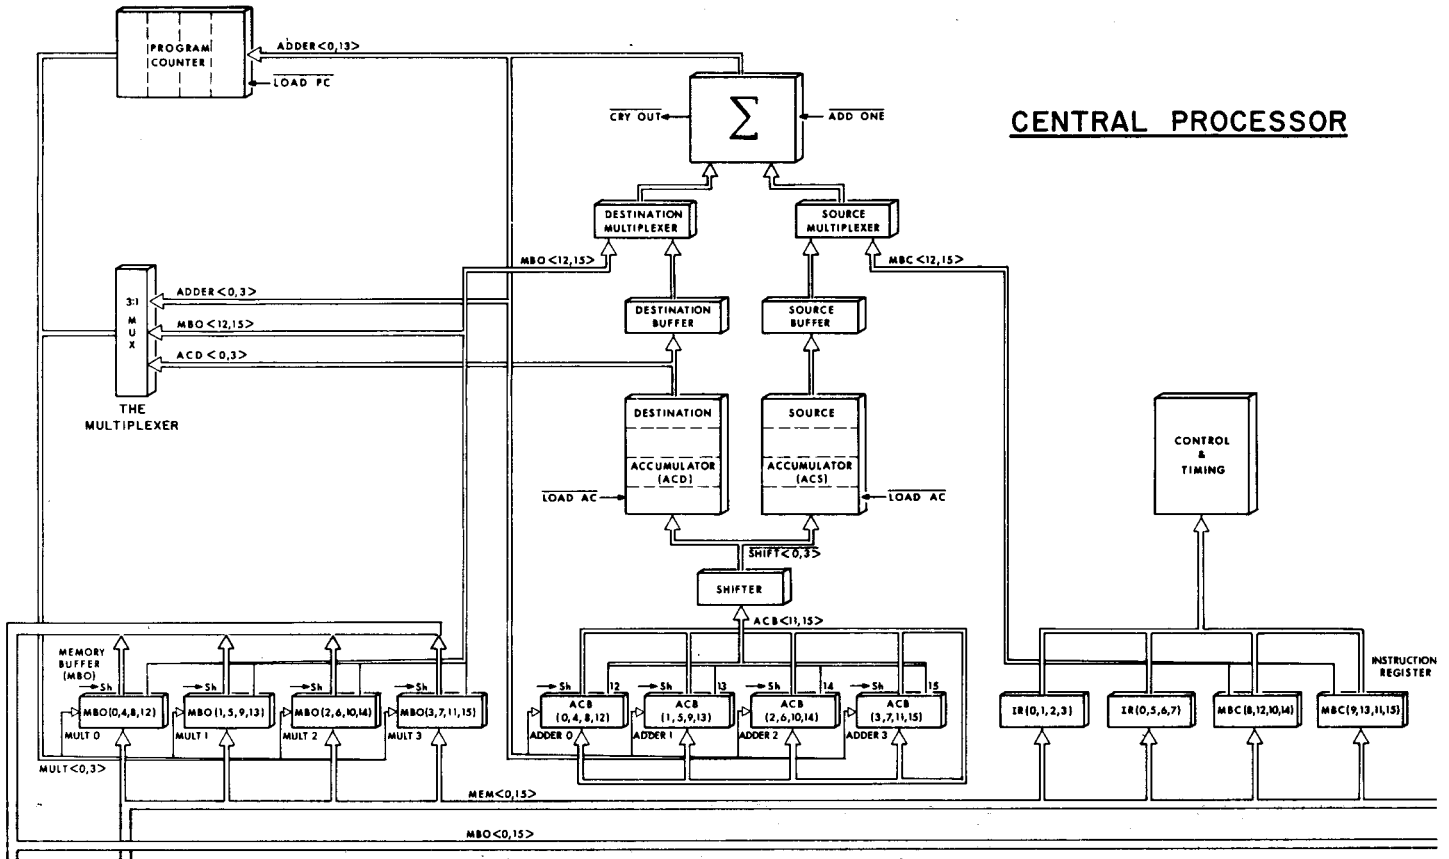 PROGRAM
COUNTER
ADDER<0,13>
LOAD PC
CRY OUT
Σ
ADD ONE
CENTRAL PROCESSOR
DESTINATION
MULTIPLEXER
SOURCE
MULTIPLEXER
MBO<12,15>
MBC<12,15>
3:1
M
U
X
ADDER<0,3>
MBO<12,15>
ACD<0,3>
THE
MULTIPLEXER
DESTINATION
BUFFER
SOURCE
BUFFER
DESTINATION
ACCUMULATOR
(ACD)
SOURCE
ACCUMULATOR
(ACS)
LOAD AC
LOAD AC
CONTROL
&
TIMING
SHIFT<0,3>
SHIFTER
ACB<11,15>
MEMORY
BUFFER
(MBO)
Sh
Sh
Sh
Sh
MBO(0,4,8,12)
MBO(1,5,9,13)
MBO(2,6,10,14)
MBO(3,7,11,15)
MULT 0
MULT 1
MULT 2
MULT 3
MULT<0,3>
Sh
12
Sh
13
Sh
14
Sh
15
ACB
(0,4,8,12)
ACB
(1,5,9,13)
ACB
(2,6,10,14)
ACB
(3,7,11,15)
ADDER 0
ADDER 1
ADDER 2
ADDER 3
INSTRUCTION
REGISTER
IR(0,1,2,3)
IR(0,5,6,7)
MBC(8,12,10,14)
MBC(9,13,11,15)
MEM<0,15>
MBO<0,15>